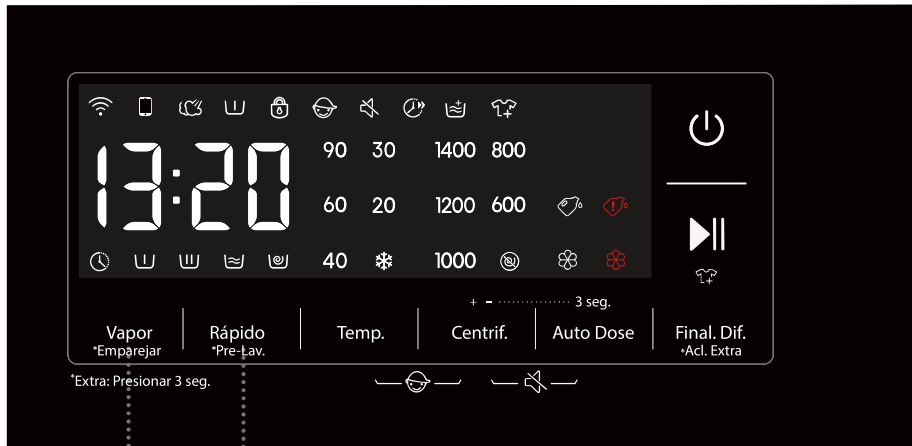 90 30 1400 800
13:20
60 20 1200 600
40 1000
+ - 3 seg.
Vapor Rápido Temp. Centrif. Auto Dose Final. Dif.
*Emparejar *Pre-Lav. *Acl. Extra
*Extra: Presionar 3 seg.